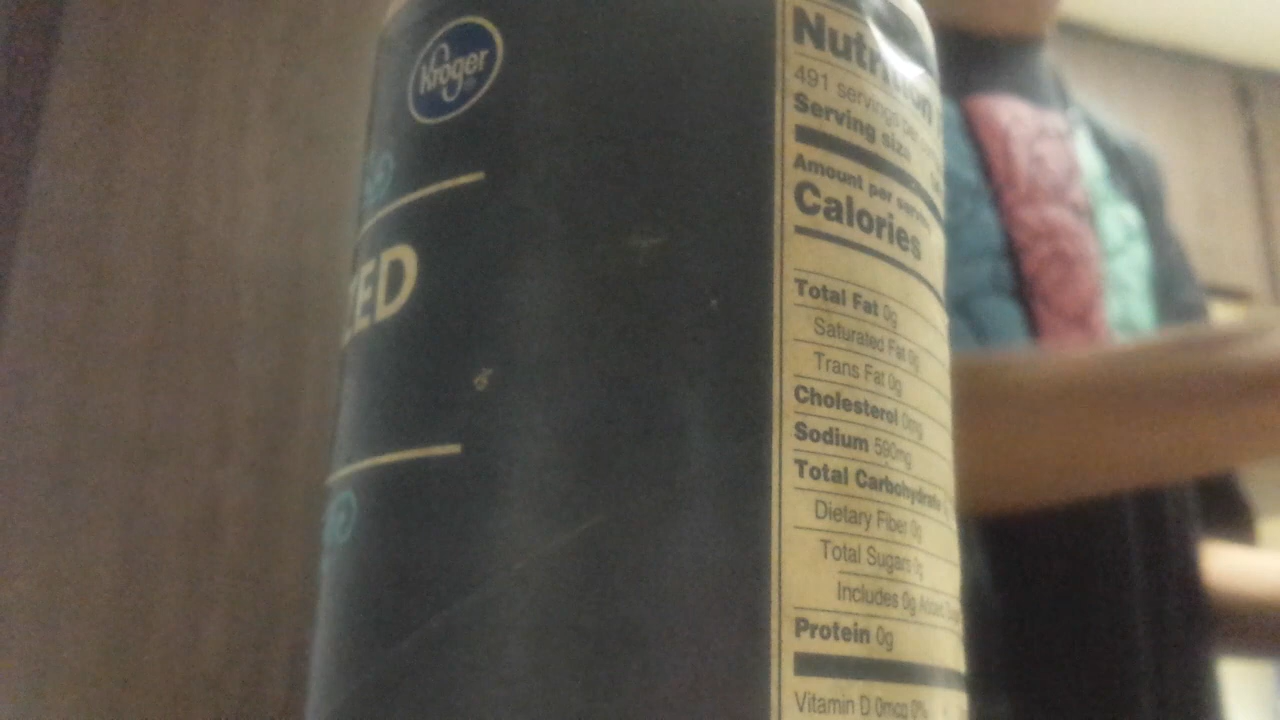 Kroger
ZED
Nutrition
491 servings per
Serving size
Amount per serving
Calories
Total Fat 0g
Saturated Fat 0g
Trans Fat 0g
Cholesterol 0mg
Sodium 590mg
Total Carbohydrate
Dietary Fiber 0g
Total Sugars 0g
Includes 0g Added
Protein 0g
Vitamin D 0mcg 0%